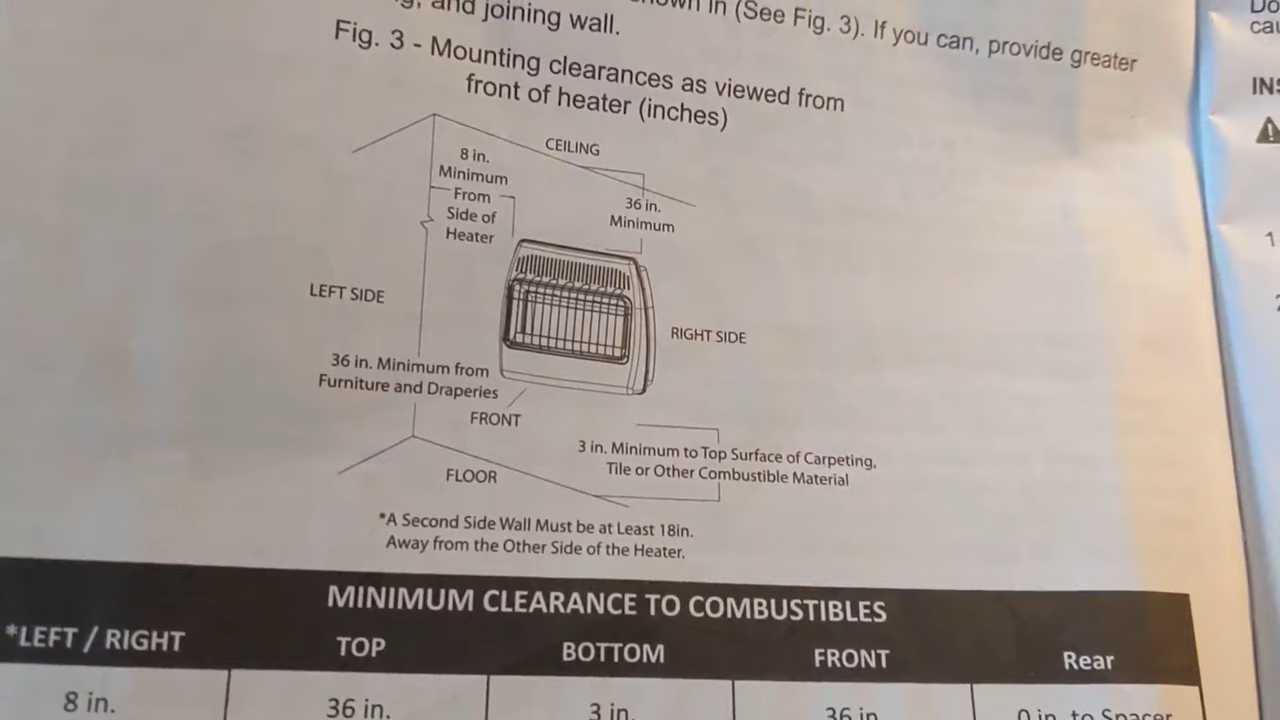 and joining wall.
in (See Fig. 3). If you can, provide greater
Fig. 3 - Mounting clearances as viewed from
front of heater (inches)
CEILING
8 in.
Minimum
From
Side of
Heater
36 in.
Minimum
LEFT SIDE
RIGHT SIDE
36 in. Minimum from
Furniture and Draperies
FRONT
3 in. Minimum to Top Surface of Carpeting,
Tile or Other Combustible Material
FLOOR
*A Second Side Wall Must be at Least 18in.
Away from the Other Side of the Heater.
MINIMUM CLEARANCE TO COMBUSTIBLES
*LEFT / RIGHT
TOP
BOTTOM
FRONT
Rear
8 in.
36 in.
3 in.
36 in
0 in. to Spacer
1